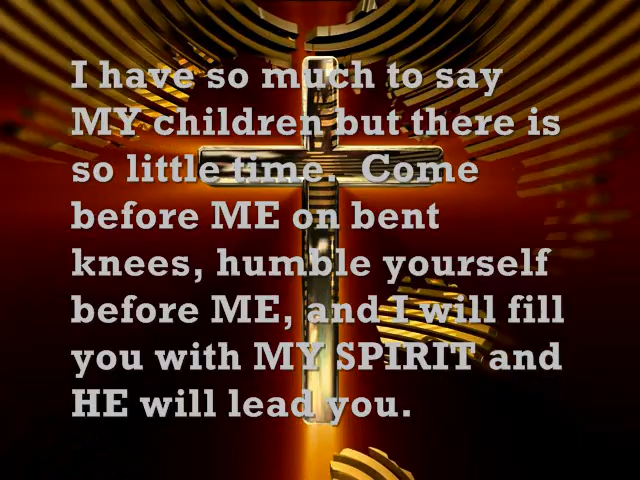 I have so much to say
MY children but there is
so little time.  Come
before ME on bent
knees, humble yourself
before ME, and I will fill
you with MY SPIRIT and
HE will lead you.